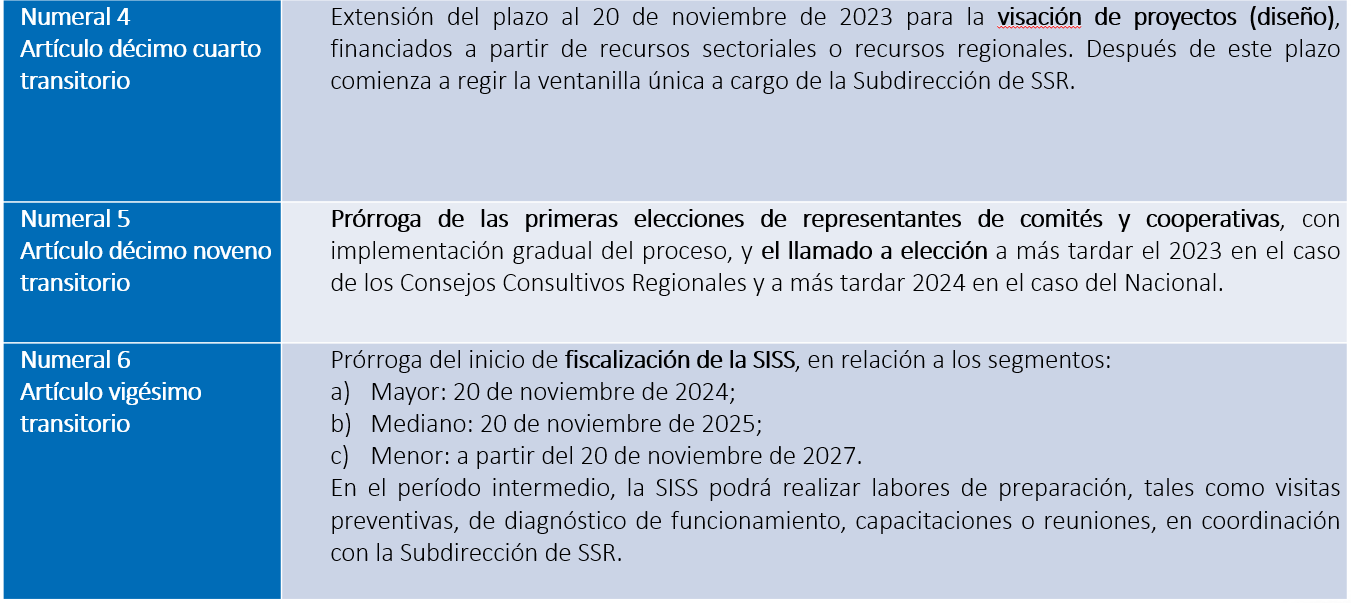 Numeral 4
Artículo décimo cuarto
transitorio
Extensión del plazo al 20 de noviembre de 2023 para la visación de proyectos (diseño),
financiados a partir de recursos sectoriales o recursos regionales. Después de este plazo
comienza a regir la ventanilla única a cargo de la Subdirección de SSR.
Numeral 5
Artículo décimo noveno
transitorio
Prórroga de las primeras elecciones de representantes de comités y cooperativas, con
implementación gradual del proceso, y el llamado a elección a más tardar el 2023 en el caso
de los Consejos Consultivos Regionales y a más tardar 2024 en el caso del Nacional.
Numeral 6
Artículo vigésimo
transitorio
Prórroga del inicio de fiscalización de la SISS, en relación a los segmentos:
a) Mayor: 20 de noviembre de 2024;
b) Mediano: 20 de noviembre de 2025;
c) Menor: a partir del 20 de noviembre de 2027.
En el período intermedio, la SISS podrá realizar labores de preparación, tales como visitas
preventivas, de diagnóstico de funcionamiento, capacitaciones o reuniones, en coordinación
con la Subdirección de SSR.